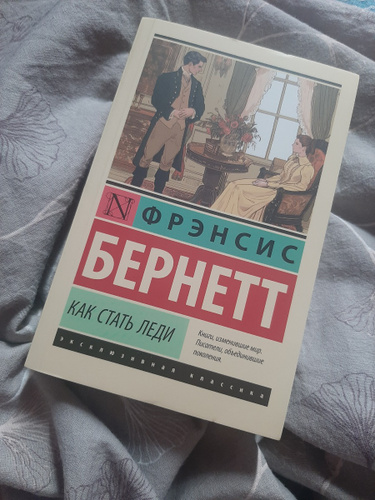 N
ФРЭНСИС
БЕРНЕТТ
КАК СТАТЬ ЛЕДИ
Книги, изменившие мир.
Писатели, объединившие
поколения.
эксклюзивная классика